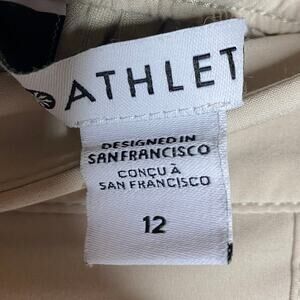 ATHLET
DESIGNED IN
SAN FRANCISCO
CONÇU À
SAN FRANCISCO
12